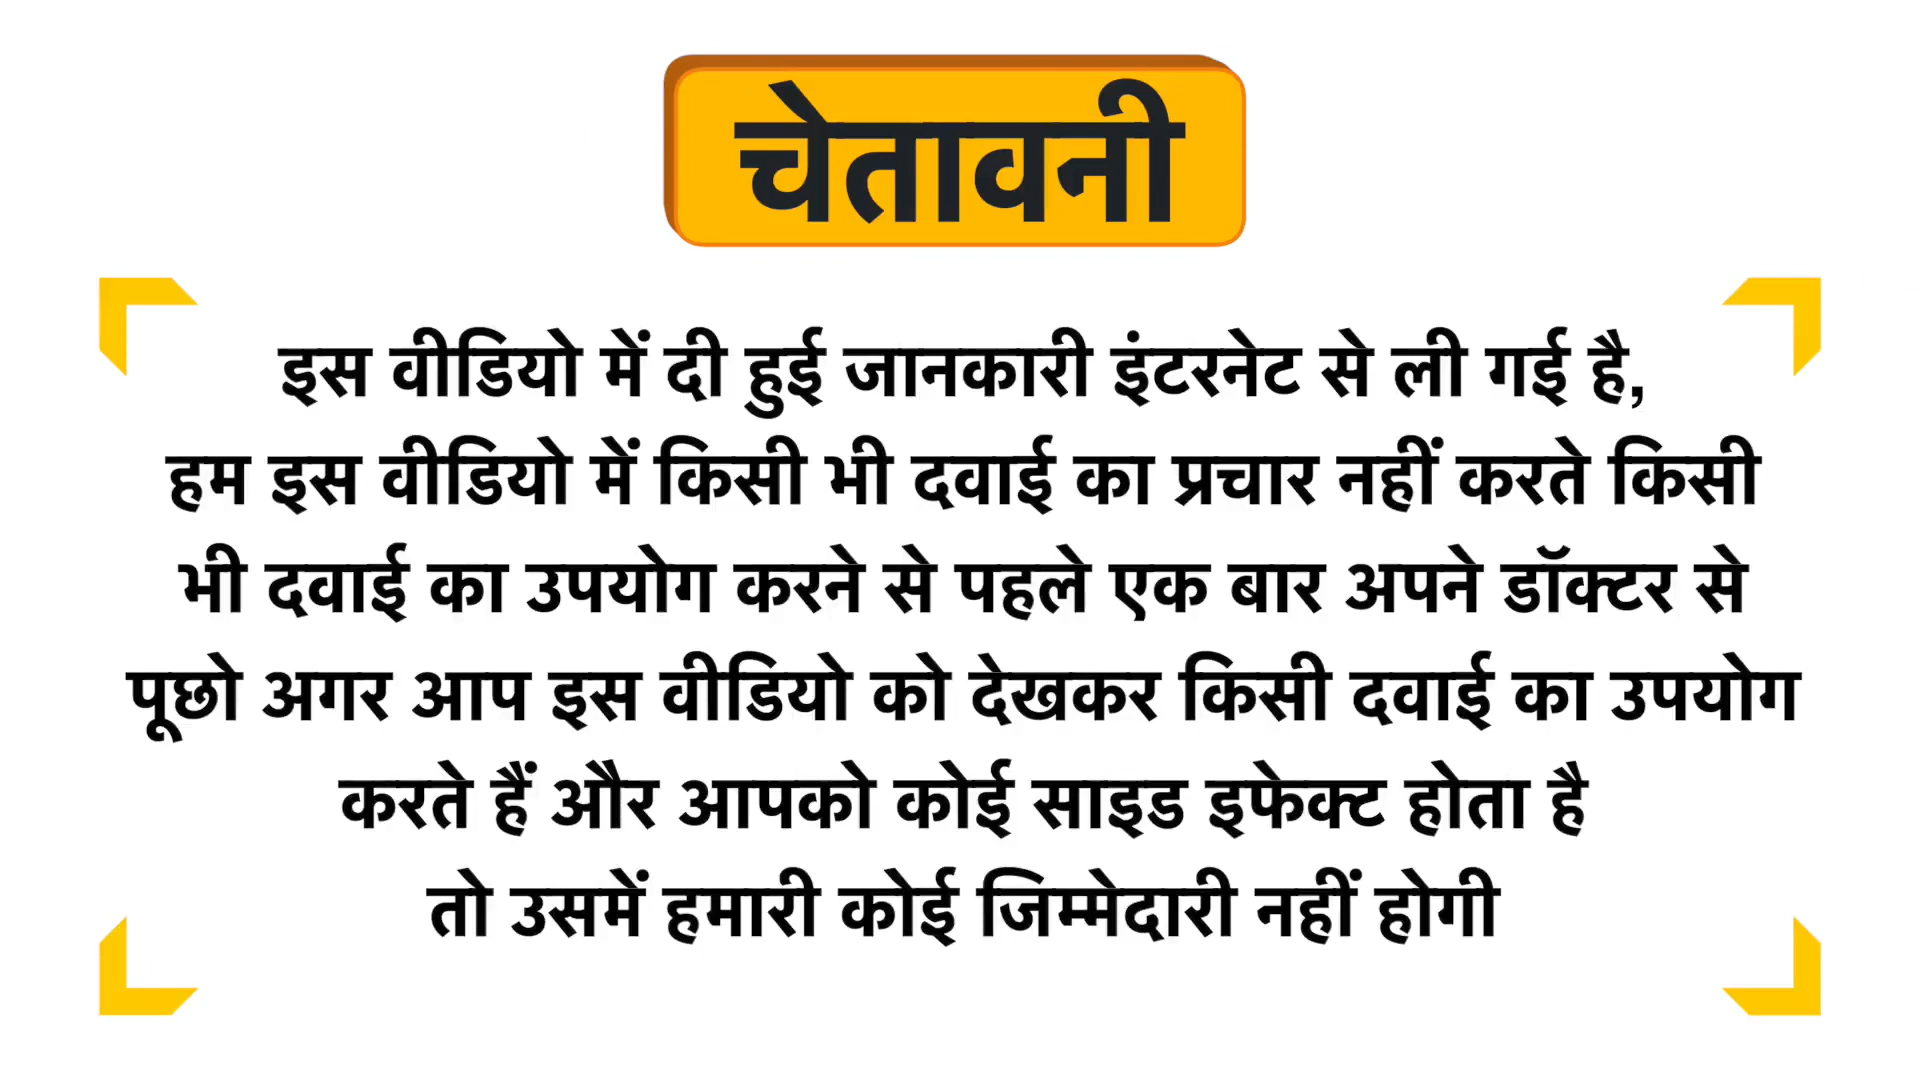 चेतावनी
इस वीडियो में दी हुई जानकारी इंटरनेट से ली गई है,
हम इस वीडियो में किसी भी दवाई का प्रचार नहीं करते किसी
भी दवाई का उपयोग करने से पहले एक बार अपने डॉक्टर से
पूछो अगर आप इस वीडियो को देखकर किसी दवाई का उपयोग
करते हैं और आपको कोई साइड इफेक्ट होता है
तो उसमें हमारी कोई जिम्मेदारी नहीं होगी